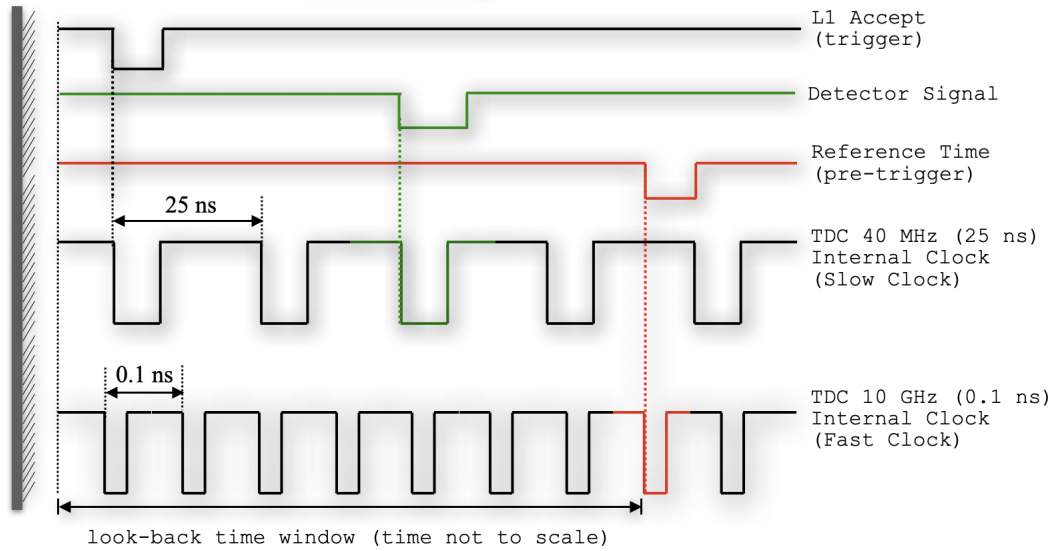 L1 Accept
(trigger)
Detector Signal
Reference Time
(pre-trigger)
25 ns
TDC 40 MHz (25 ns)
Internal Clock
(Slow Clock)
0.1 ns
TDC 10 GHz (0.1 ns)
Internal Clock
(Fast Clock)
look-back time window (time not to scale)